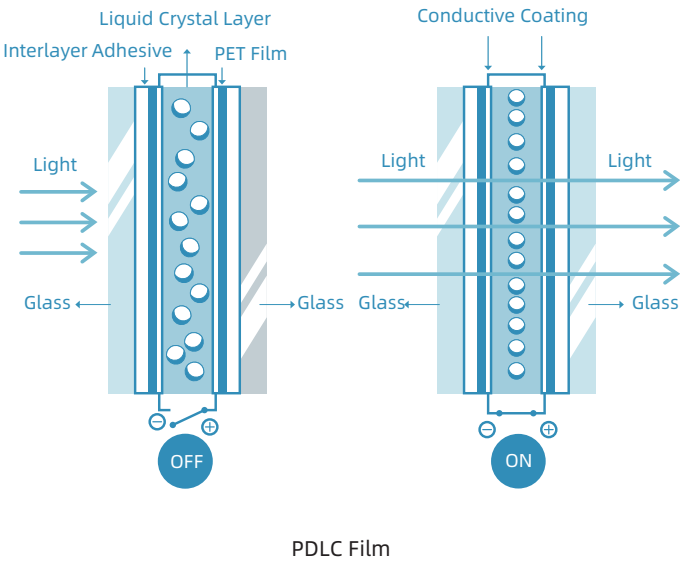 Liquid Crystal Layer
Interlayer Adhesive
PET Film
Conductive Coating
Light
Light
Light
Glass
Glass
Glass
Glass
− +
− +
OFF
ON
PDLC Film